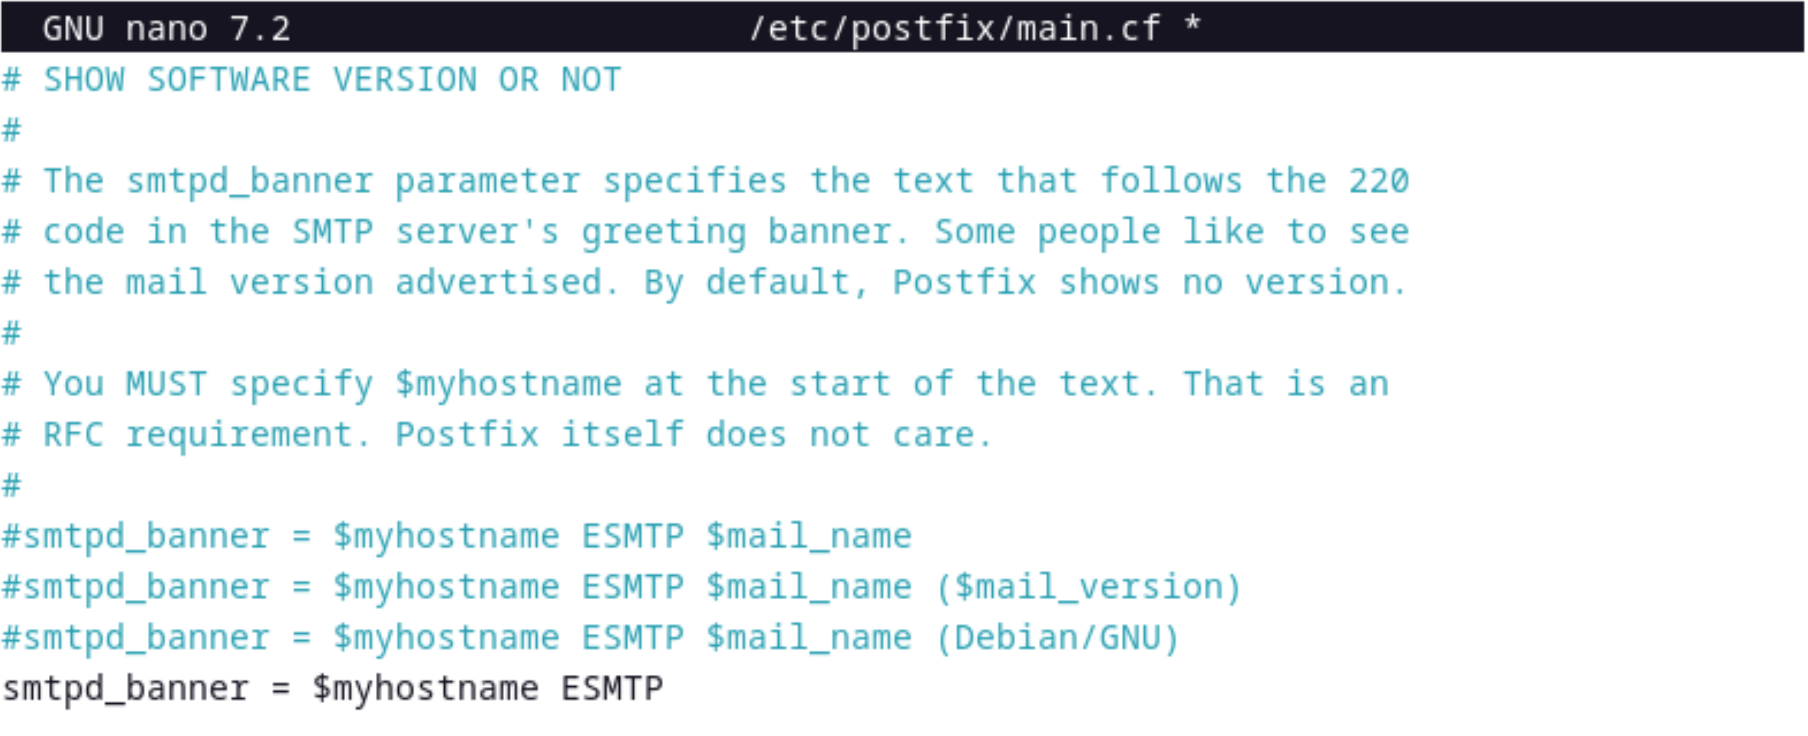 GNU nano 7.2 /etc/postfix/main.cf *
# SHOW SOFTWARE VERSION OR NOT
#
# The smtpd_banner parameter specifies the text that follows the 220
# code in the SMTP server's greeting banner. Some people like to see
# the mail version advertised. By default, Postfix shows no version.
#
# You MUST specify $myhostname at the start of the text. That is an
# RFC requirement. Postfix itself does not care.
#
#smtpd_banner = $myhostname ESMTP $mail_name
#smtpd_banner = $myhostname ESMTP $mail_name ($mail_version)
#smtpd_banner = $myhostname ESMTP $mail_name (Debian/GNU)
smtpd_banner = $myhostname ESMTP